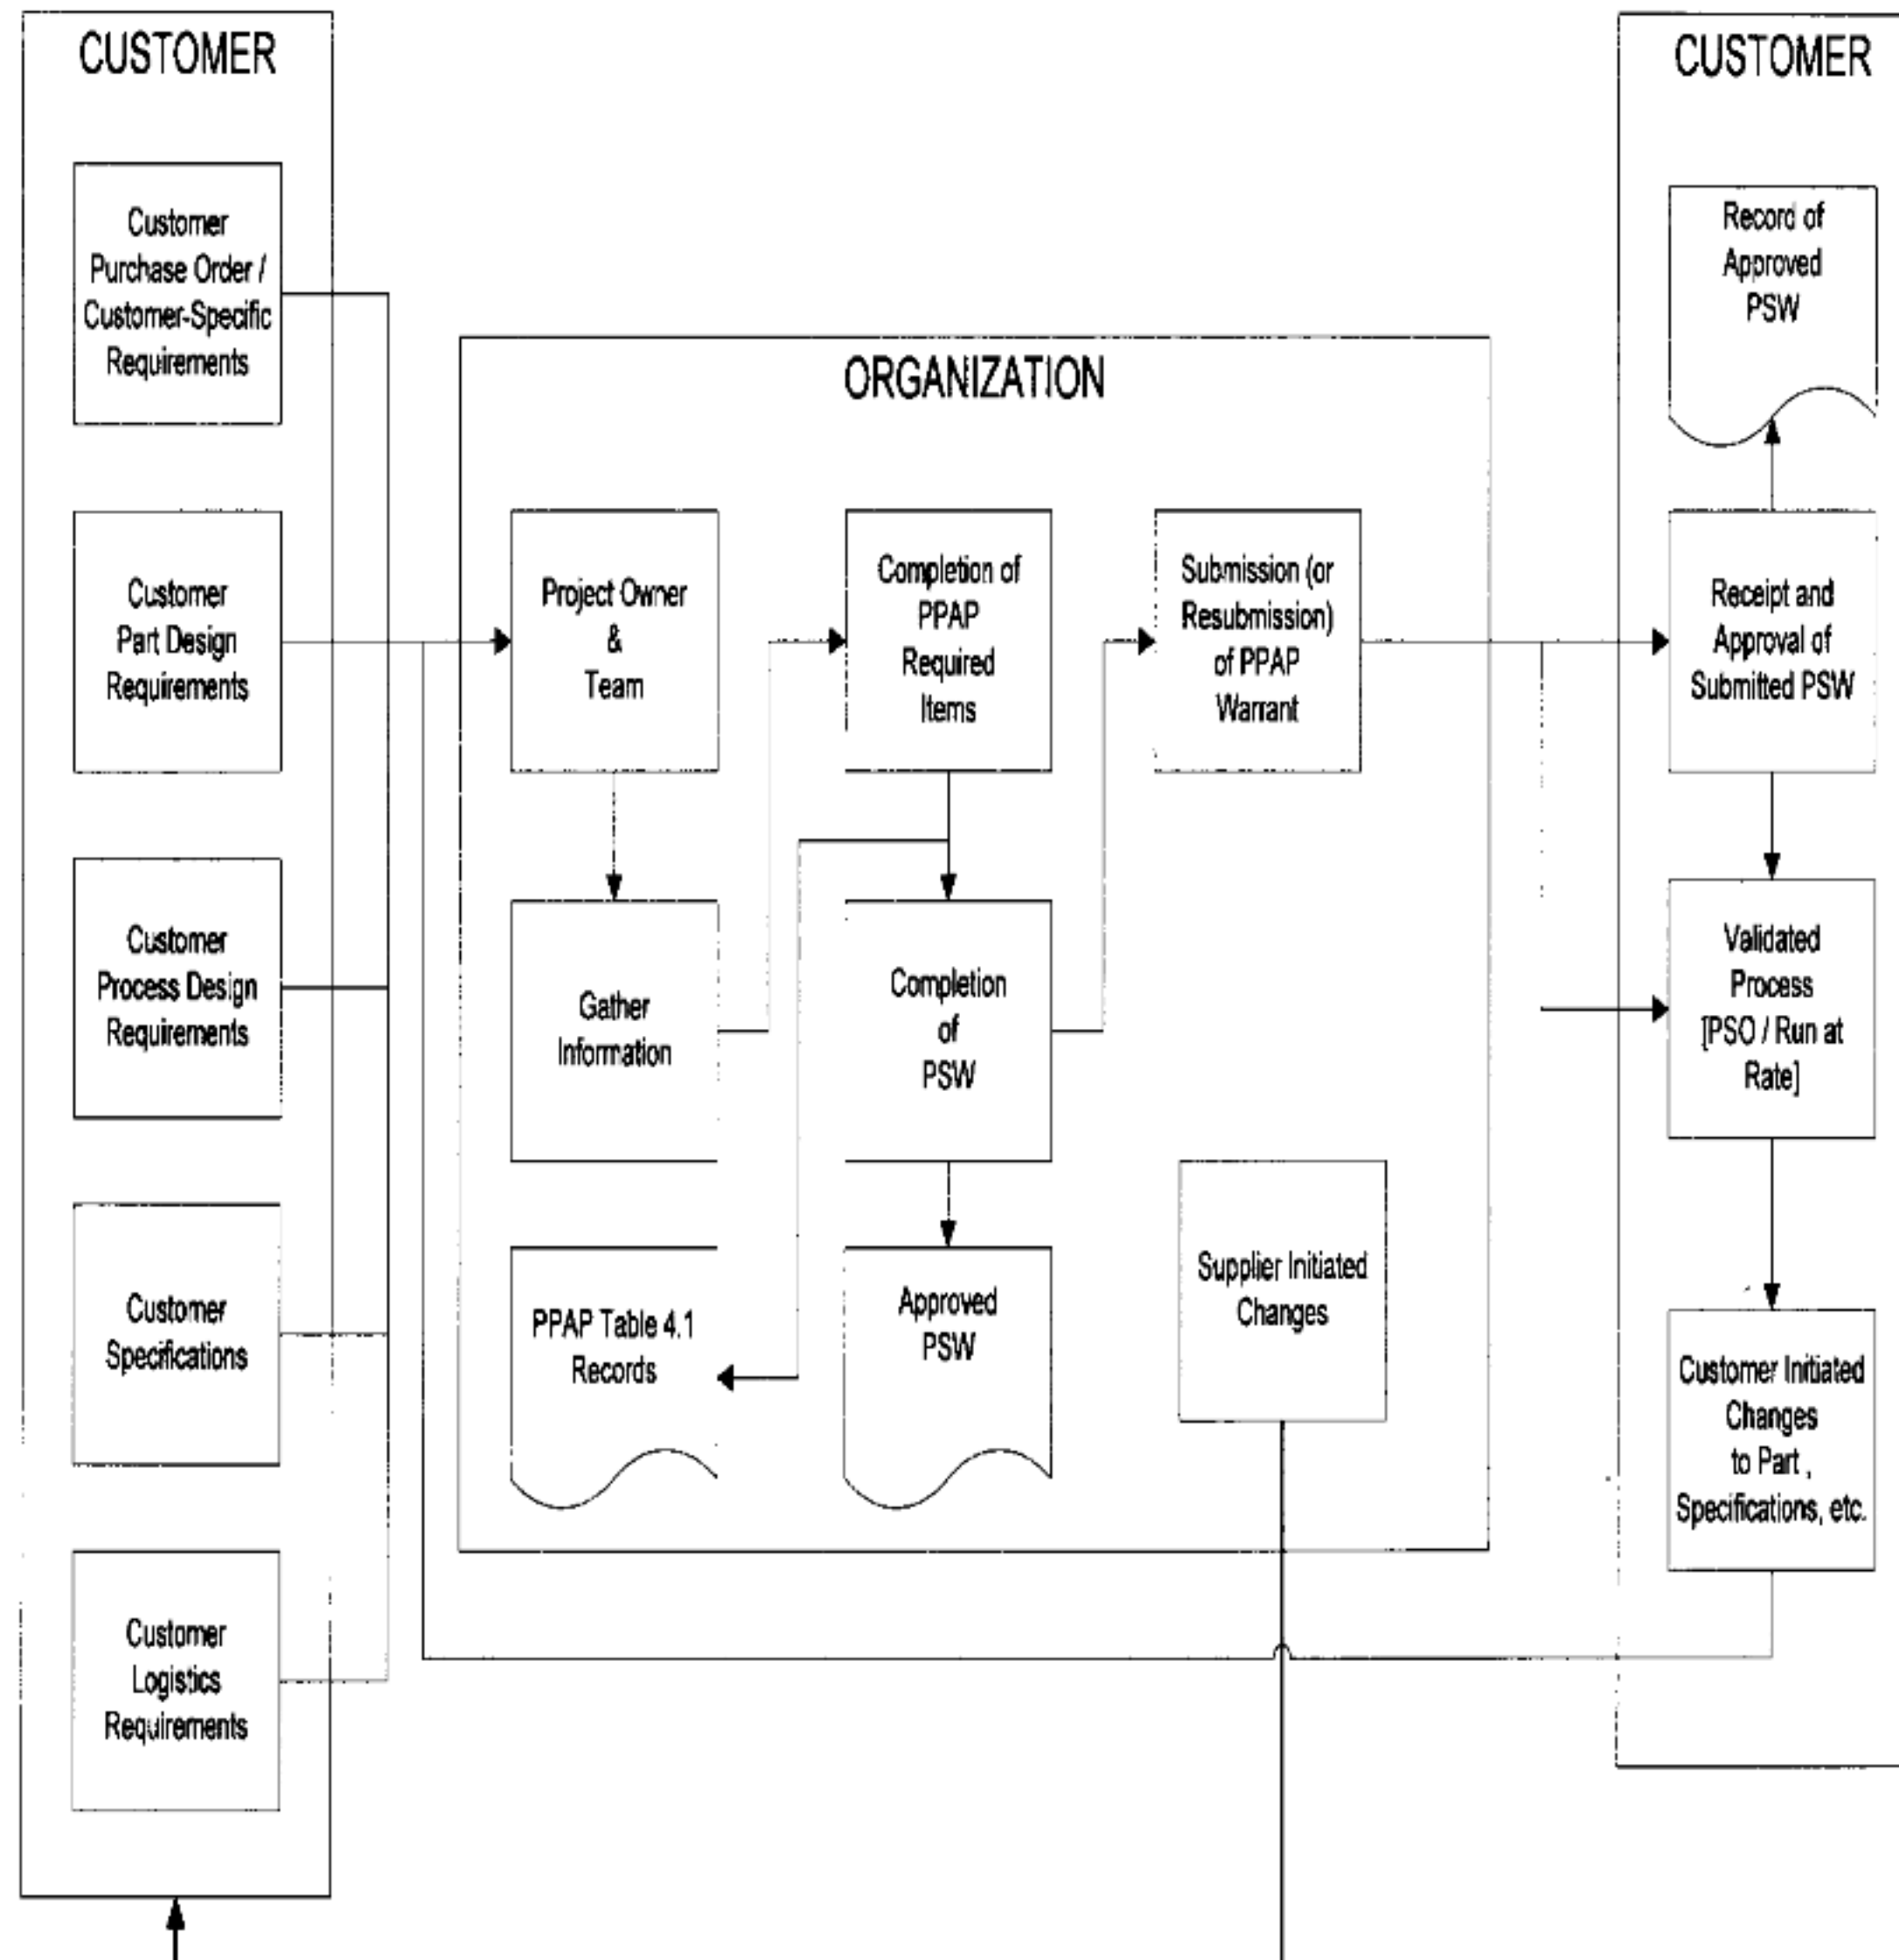 CUSTOMER
Customer
Purchase Order /
Customer-Specific
Requirements
Customer
Part Design
Requirements
Customer
Process Design
Requirements
Customer
Specifications
Customer
Logistics
Requirements
ORGANIZATION
Project Owner
&
Team
Gather
Information
PPAP Table 4.1
Records
Completion of
PPAP
Required
Items
Completion
of
PSW
Approved
PSW
Submission (or
Resubmission)
of PPAP
Warrant
Supplier Initiated
Changes
CUSTOMER
Record of
Approved
PSW
Receipt and
Approval of
Submitted PSW
Validated
Process
[PSO / Run at
Rate]
Customer Initiated
Changes
to Part ,
Specifications, etc.